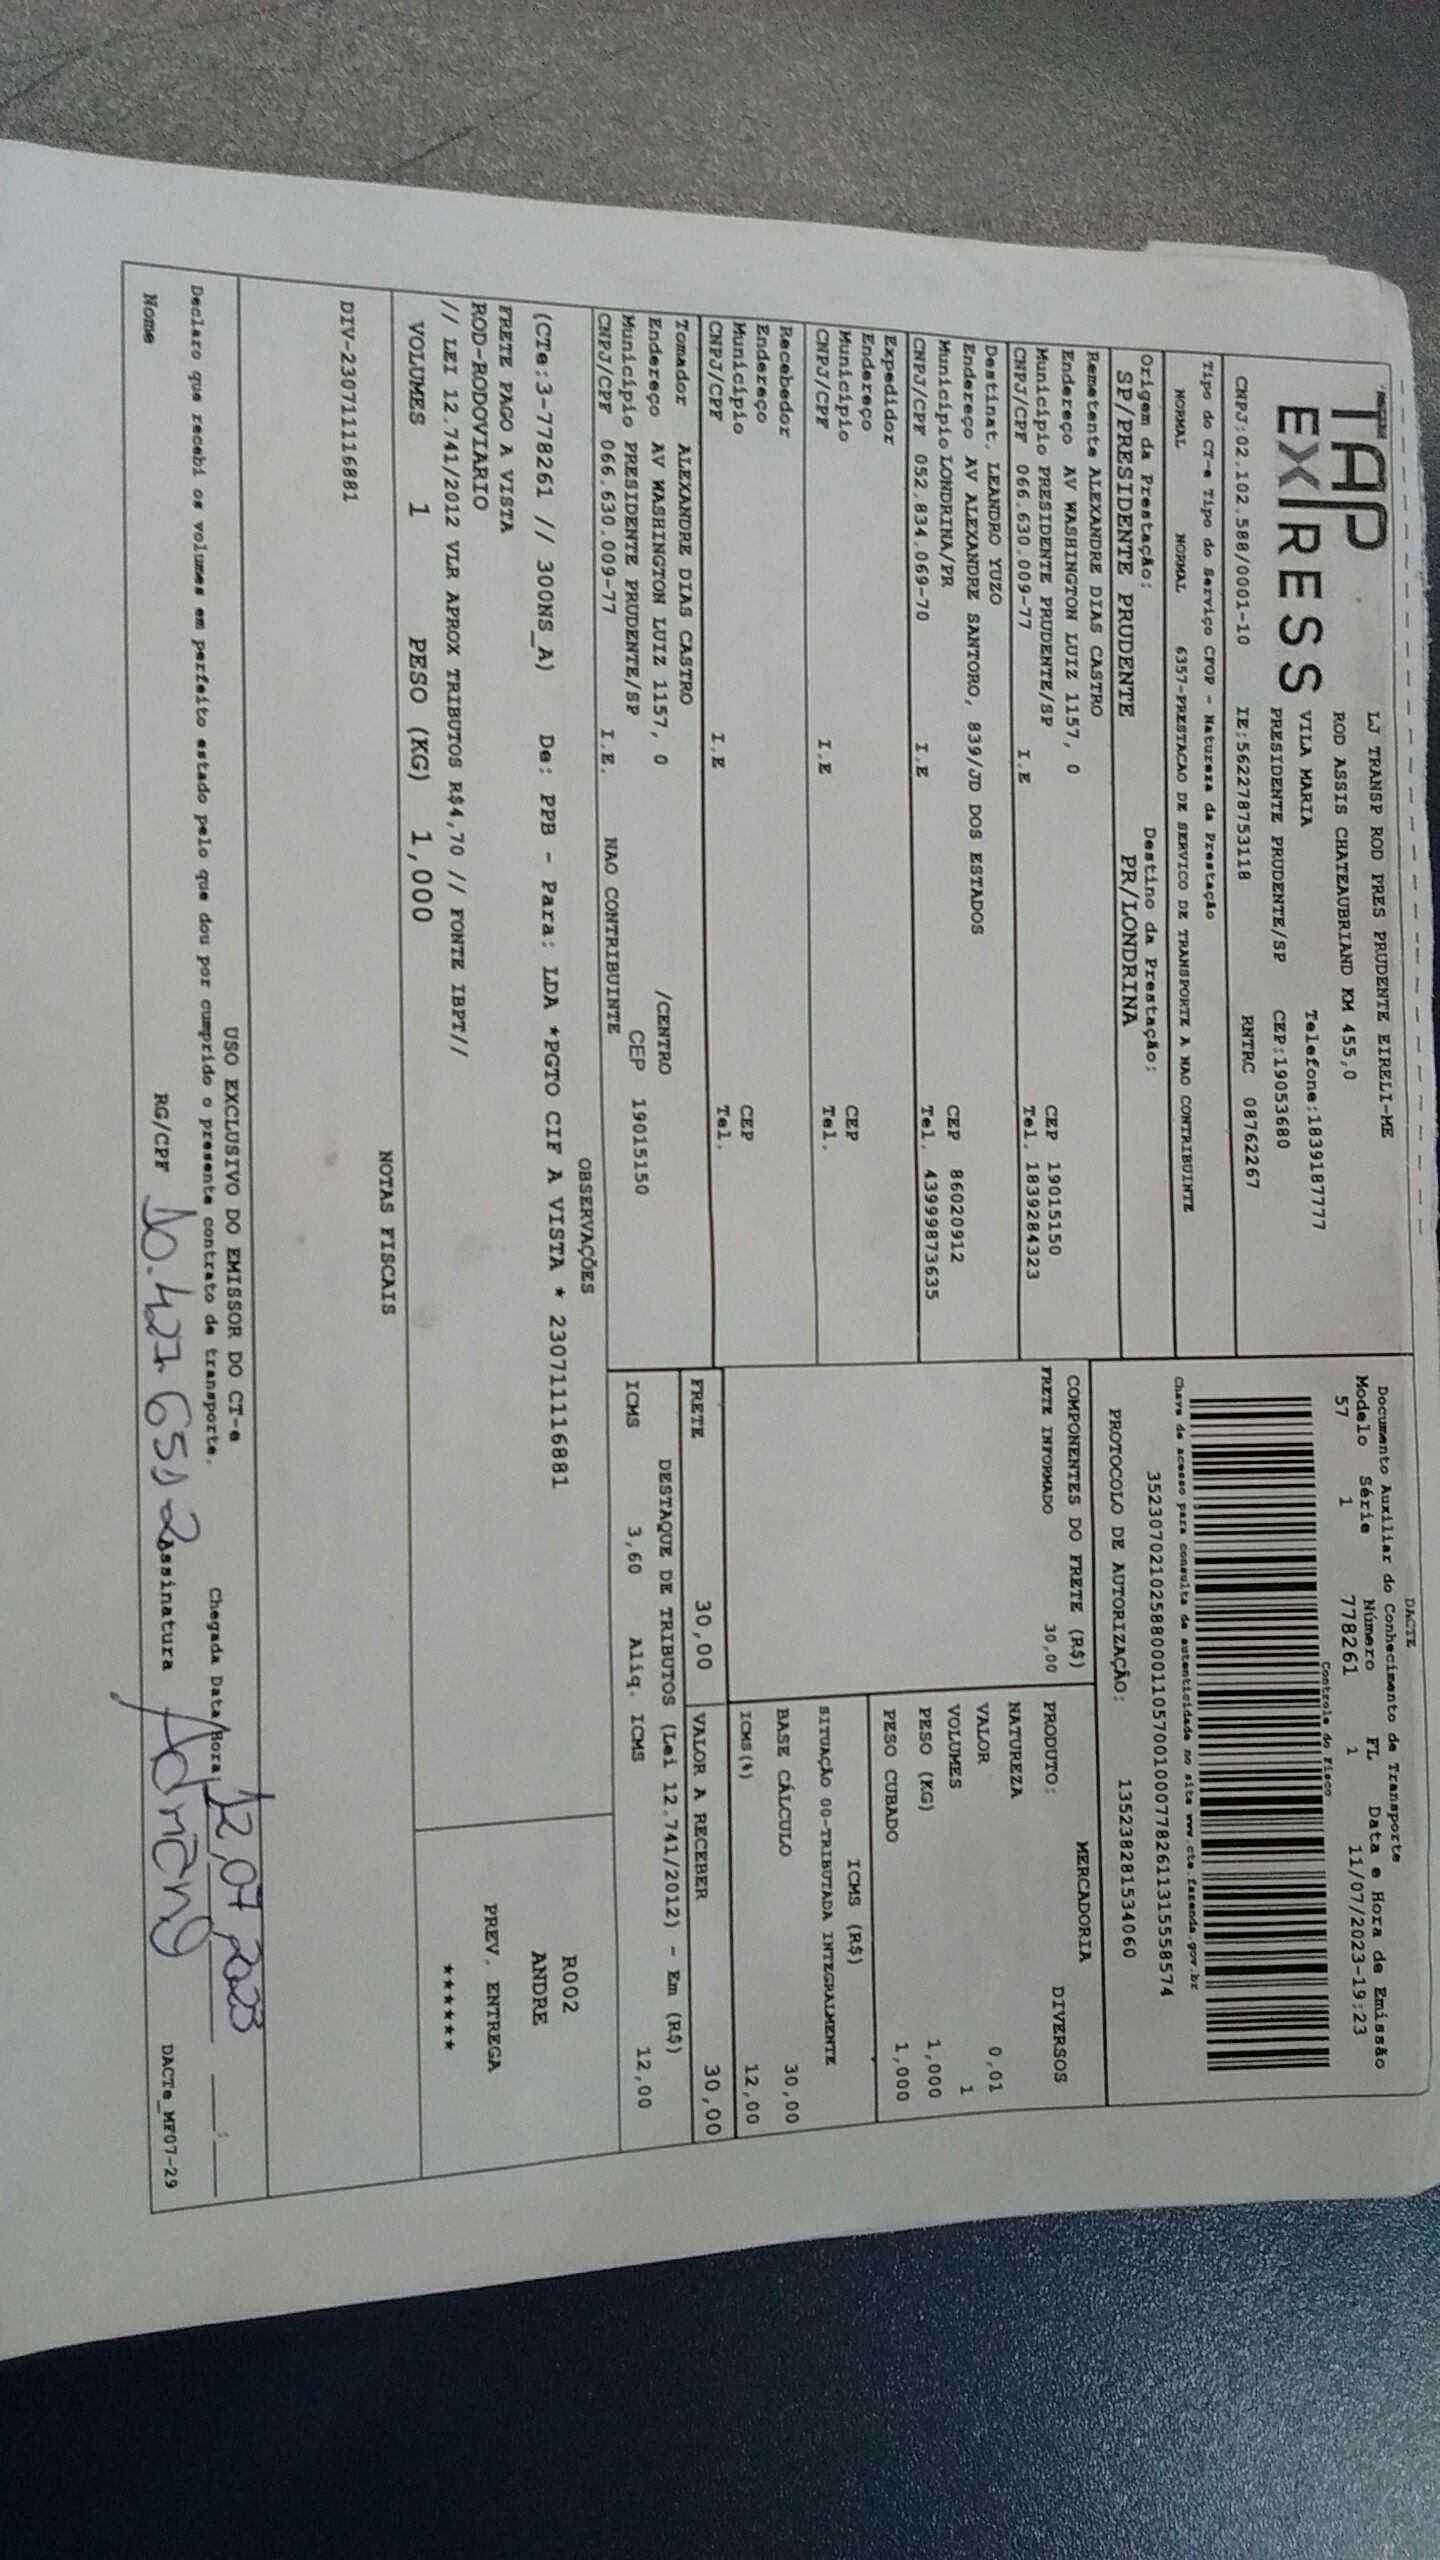 TAP
EXPRESS
LJ TRANSP ROD PRES PRUDENTE EIRELI-ME
ROD ASSIS CHATEAUBRIAND KM 455,0
VILA MARIA Telefone:1839187777
PRESIDENTE PRUDENTE/SP CEP:19053680
CNPJ:02.102.588/0001-10 IE:562278753118 RNTRC 08762267
Tipo do CT-e Tipo do Serviço CFOP - Natureza da Prestação
NORMAL NORMAL 6357-PRESTACAO DE SERVICO DE TRANSPORTE A NAO CONTRIBUINTE
Origem da Prestação: Destino da Prestação:
SP/PRESIDENTE PRUDENTE PR/LONDRINA
Remetente ALEXANDRE DIAS CASTRO
Endereço AV WASHINGTON LUIZ 1157, 0
Município PRESIDENTE PRUDENTE/SP CEP 19015150
CNPJ/CPF 066.630.009-77 I.E Tel. 1839284323
Destinat. LEANDRO YUZO
Endereço AV ALEXANDRE SANTORO, 839/JD DOS ESTADOS
Município LONDRINA/PR CEP 86020912
CNPJ/CPF 052.834.069-70 I.E Tel. 43999873635
Expedidor
Endereço
Município CEP
CNPJ/CPF I.E Tel.
Recebedor
Endereço
Município CEP
CNPJ/CPF I.E Tel.
Tomador ALEXANDRE DIAS CASTRO
Endereço AV WASHINGTON LUIZ 1157, 0 /CENTRO
Município PRESIDENTE PRUDENTE/SP CEP 19015150
CNPJ/CPF 066.630.009-77 I.E. NAO CONTRIBUINTE
DACTE
Documento Auxiliar do Conhecimento de Transporte
Modelo Série Número FL Data e Hora de Emissão
57 1 778261 1 11/07/2023-19:23
Controle do Fisco
Chave de acesso para consulta de autenticidade no site www.cte.fazenda.gov.br
35230702102588000110570010007782611315558574
PROTOCOLO DE AUTORIZAÇÃO: 135238281534060
COMPONENTES DO FRETE (R$)
FRETE INFORMADO 30,00
MERCADORIA
PRODUTO: DIVERSOS
NATUREZA
VALOR 0,01
VOLUMES 1
PESO (KG) 1,000
PESO CUBADO 1,000
ICMS (R$)
SITUAÇÃO 00-TRIBUTADA INTEGRALMENTE
BASE CÁLCULO 30,00
ICMS(%) 12,00
FRETE 30,00 VALOR A RECEBER 30,00
DESTAQUE DE TRIBUTOS (Lei 12.741/2012) - Em (R$)
ICMS 3,60 Aliq. ICMS 12,00
OBSERVAÇÕES
(CTe:3-778261 // 300NS_A) De: PPB - Para: LDA *PGTO CIF A VISTA * 230711116881
FRETE PAGO A VISTA
ROD-RODOVIARIO
// LEI 12.741/2012 VLR APROX TRIBUTOS R$4,70 // FONTE IBPT//
R002
ANDRE
PREV. ENTREGA
******
VOLUMES 1 PESO (KG) 1,000
NOTAS FISCAIS
DIV-230711116881
USO EXCLUSIVO DO EMISSOR DO CT-e
Declaro que recebi os volumes em perfeito estado pelo que dou por cumprido o presente contrato de transporte. Chegada Data/Hora 12,07,2023 ___:___
Nome RG/CPF 10.427.651-2 Assinatura DACTe_MF07-29